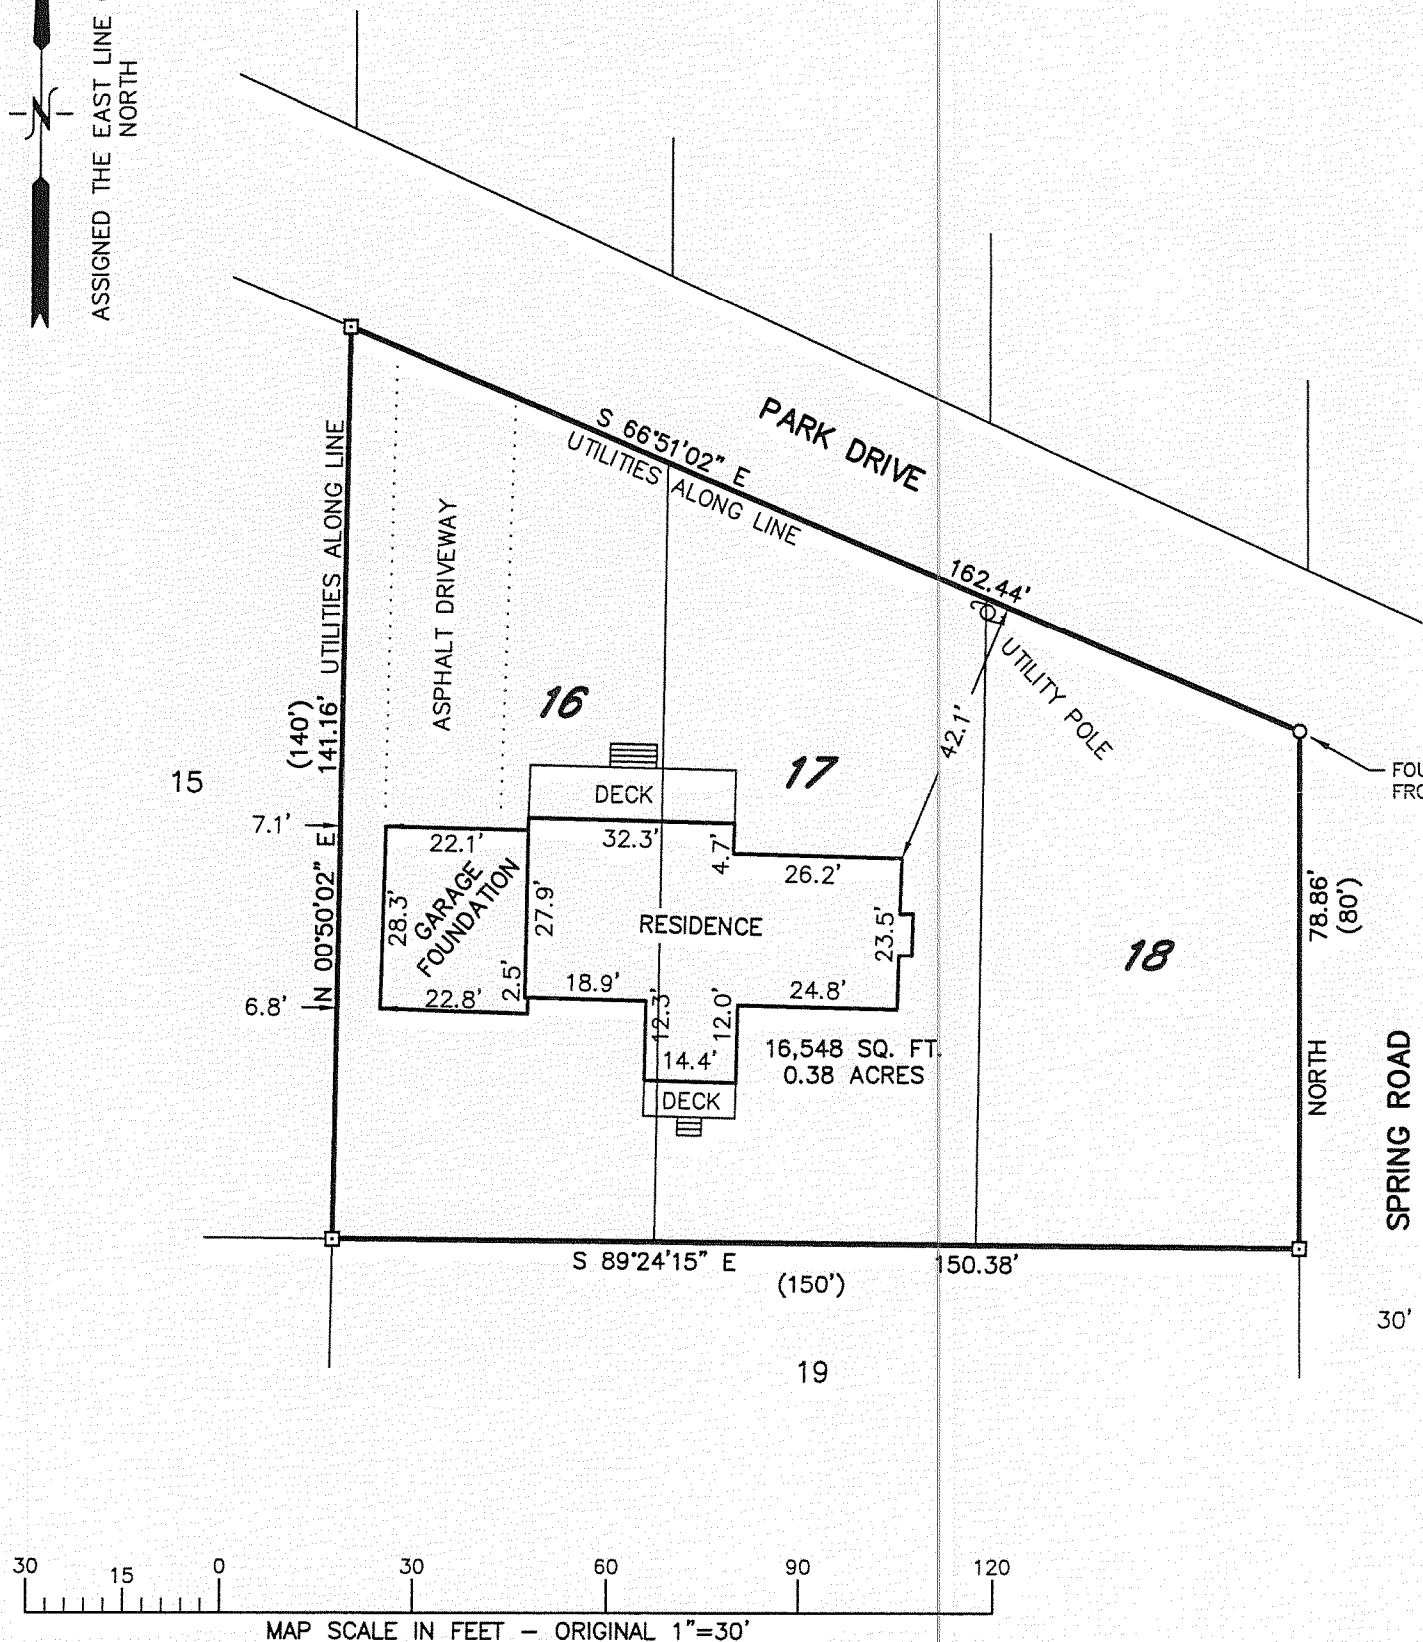 N
ASSIGNED THE EAST LINE
NORTH
S 66°51'02" E
UTILITIES ALONG LINE
PARK DRIVE
162.44'
UTILITY POLE
42.1'
(140')
141.16' UTILITIES ALONG LINE
N 00°50'02" E
ASPHALT DRIVEWAY
16
17
18
15
DECK
7.1'
22.1'
32.3'
4.7'
26.2'
GARAGE
FOUNDATION
28.3'
27.9'
RESIDENCE
23.5'
6.8'
22.8'
2.5'
18.9'
12.3'
12.0'
24.8'
14.4'
16,548 SQ. FT.
0.38 ACRES
DECK
78.86'
(80')
NORTH
SPRING ROAD
S 89°24'15" E
150.38'
(150')
30'
19
30 15 0 30 60 90 120
MAP SCALE IN FEET – ORIGINAL 1"=30'